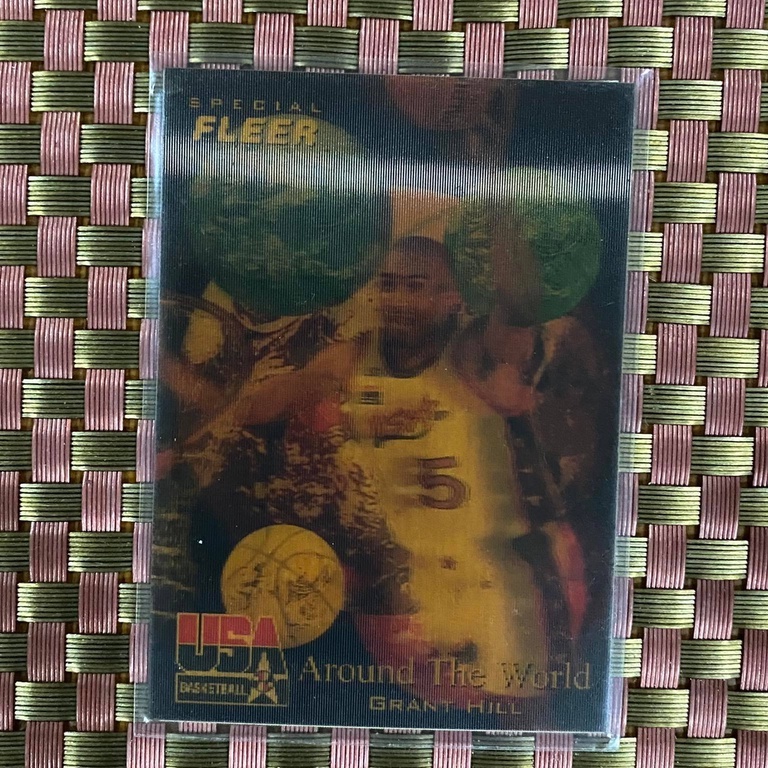 SPECIAL
FLEER
5
USA
BASKETBALL
Around The World
GRANT HILL